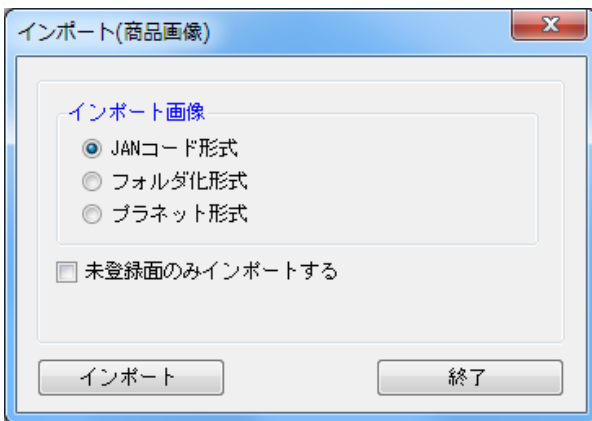 インポート(商品画像)
インポート画像
JANコード形式
フォルダ化形式
プラネット形式
未登録面のみインポートする
インポート
終了